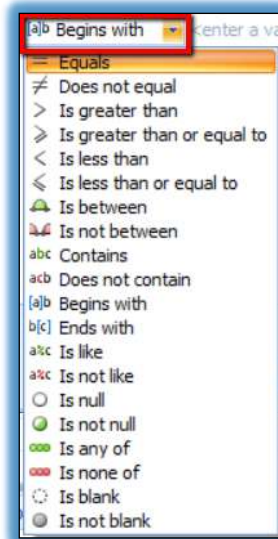 [a]b Begins with <enter a va
= Equals
≠ Does not equal
> Is greater than
⩾ Is greater than or equal to
< Is less than
⩽ Is less than or equal to
Is between
Is not between
abc Contains
acb Does not contain
[a]b Begins with
b[c] Ends with
a%c Is like
a%c Is not like
Is null
Is not null
Is any of
Is none of
Is blank
Is not blank